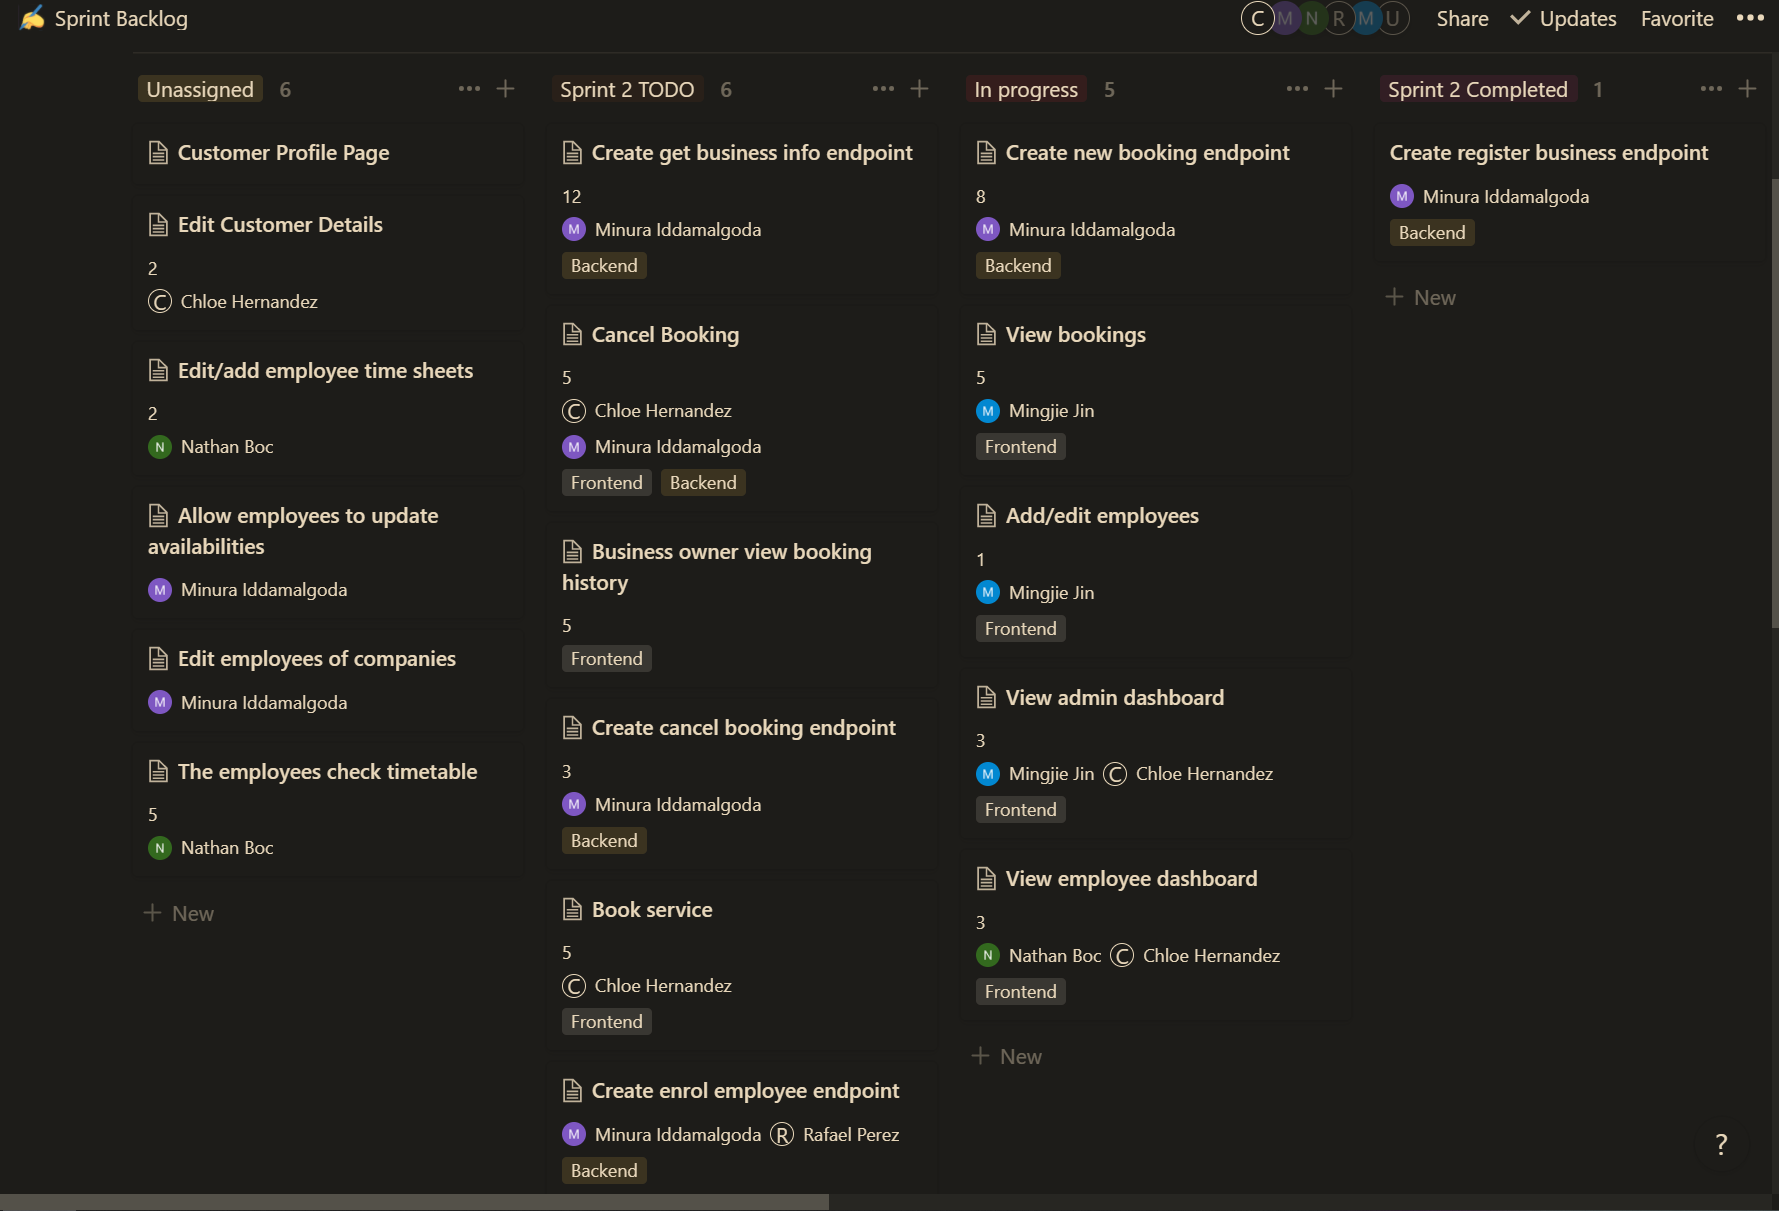 Sprint Backlog
C M N R M U Share Updates Favorite
Unassigned 6
Customer Profile Page
Edit Customer Details
2
C Chloe Hernandez
Edit/add employee time sheets
2
N Nathan Boc
Allow employees to update
availabilities
M Minura Iddamalgoda
Edit employees of companies
M Minura Iddamalgoda
The employees check timetable
5
N Nathan Boc
+ New
Sprint 2 TODO 6
Create get business info endpoint
12
M Minura Iddamalgoda
Backend
Cancel Booking
5
C Chloe Hernandez
M Minura Iddamalgoda
Frontend Backend
Business owner view booking
history
5
Frontend
Create cancel booking endpoint
3
M Minura Iddamalgoda
Backend
Book service
5
C Chloe Hernandez
Frontend
Create enrol employee endpoint
M Minura Iddamalgoda R Rafael Perez
Backend
In progress 5
Create new booking endpoint
8
M Minura Iddamalgoda
Backend
View bookings
5
M Mingjie Jin
Frontend
Add/edit employees
1
M Mingjie Jin
Frontend
View admin dashboard
3
M Mingjie Jin C Chloe Hernandez
Frontend
View employee dashboard
3
N Nathan Boc C Chloe Hernandez
Frontend
+ New
Sprint 2 Completed 1
Create register business endpoint
M Minura Iddamalgoda
Backend
+ New
?